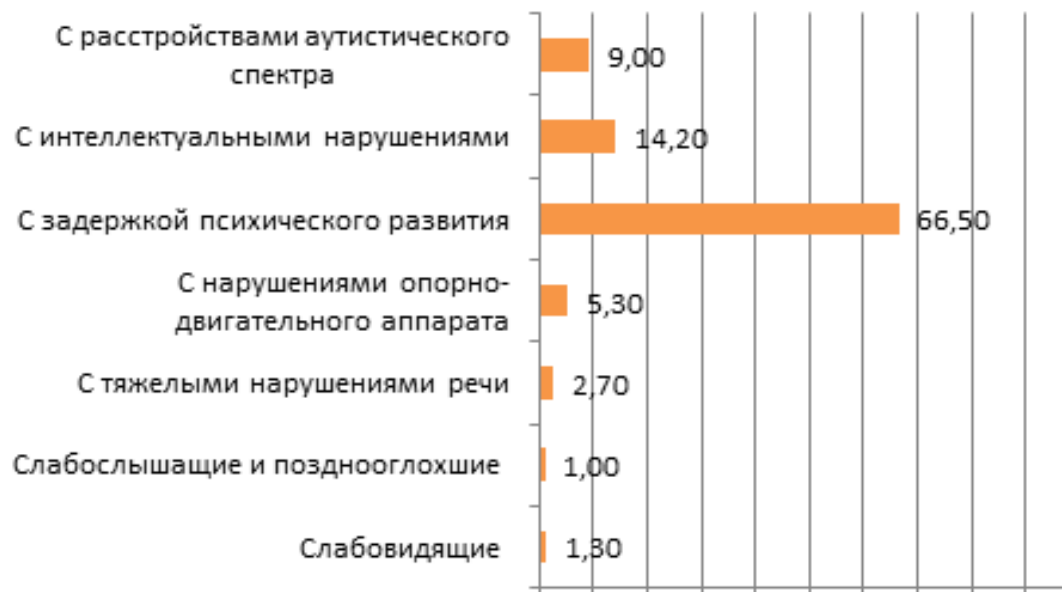 С расстройствами аутистического
спектра
9,00
С интеллектуальными нарушениями
14,20
С задержкой психического развития
66,50
С нарушениями опорно-
двигательного аппарата
5,30
С тяжелыми нарушениями речи
2,70
Слабослышащие и позднооглохшие
1,00
Слабовидящие
1,30